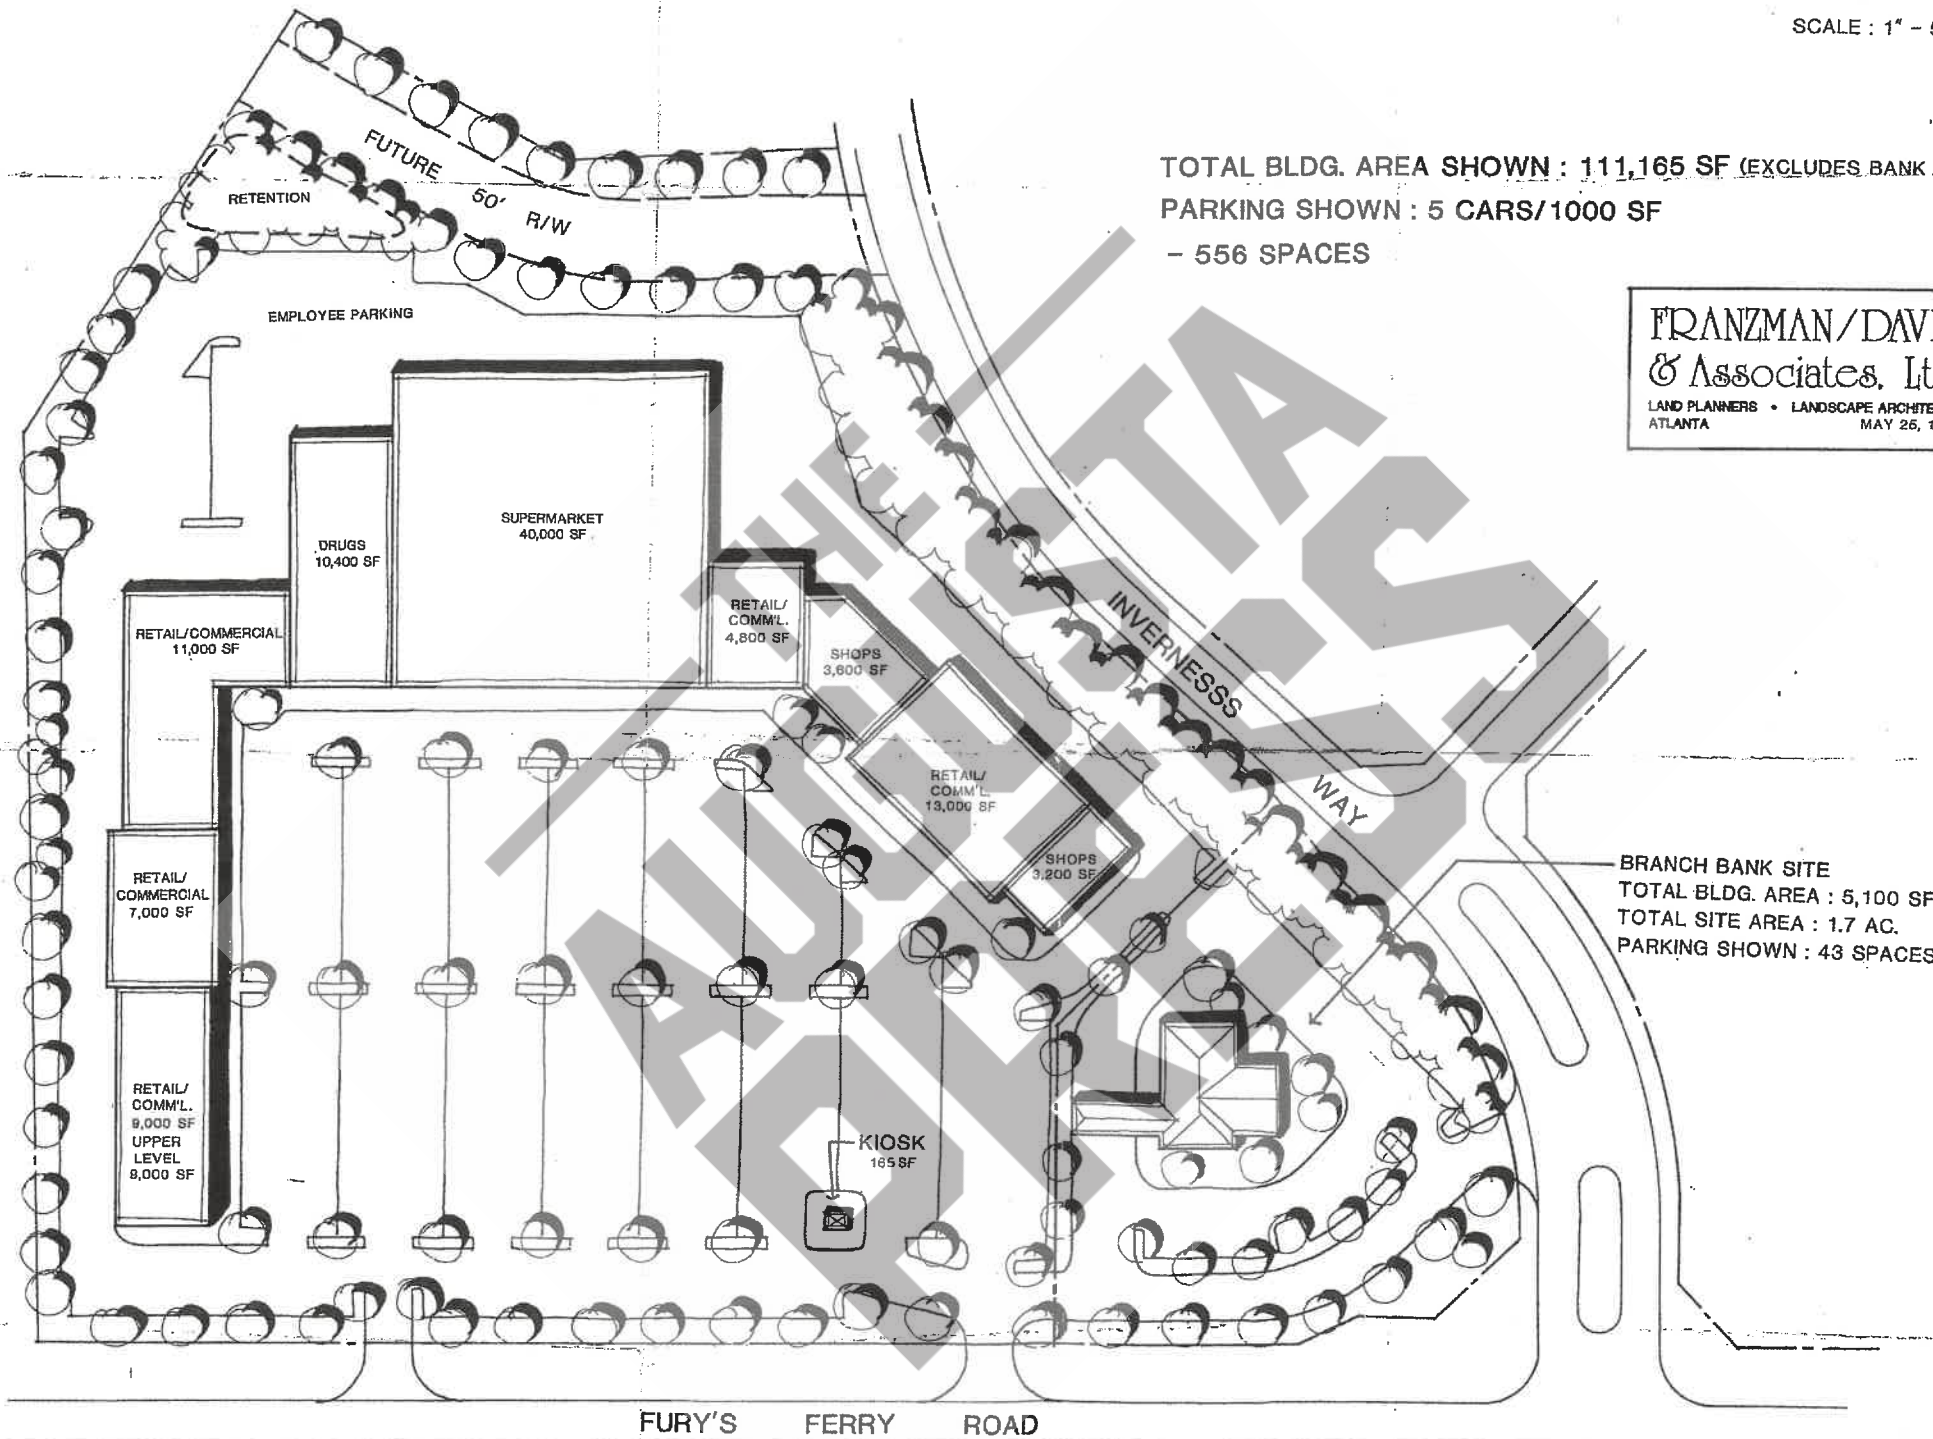 SCALE : 1" -
TOTAL BLDG. AREA SHOWN : 111,165 SF (EXCLUDES BANK
PARKING SHOWN : 5 CARS/1000 SF
- 556 SPACES
FRANZMAN/DAVI
& Associates, Lt
LAND PLANNERS • LANDSCAPE ARCHITE
ATLANTA MAY 26, 1
FUTURE 50' R/W
RETENTION
EMPLOYEE PARKING
SUPERMARKET
40,000 SF
DRUGS
10,400 SF
RETAIL/COMMERCIAL
11,000 SF
RETAIL/
COMM'L.
4,800 SF
SHOPS
3,600 SF
RETAIL/
COMM'L.
13,000 SF
SHOPS
3,200 SF
INVERNESSS WAY
RETAIL/
COMMERCIAL
7,000 SF
RETAIL/
COMM'L.
9,000 SF
UPPER
LEVEL
8,000 SF
KIOSK
165 SF
BRANCH BANK SITE
TOTAL BLDG. AREA : 5,100 SF
TOTAL SITE AREA : 1.7 AC.
PARKING SHOWN : 43 SPACES
FURY'S FERRY ROAD
THE
AUGUSTA
PRESS